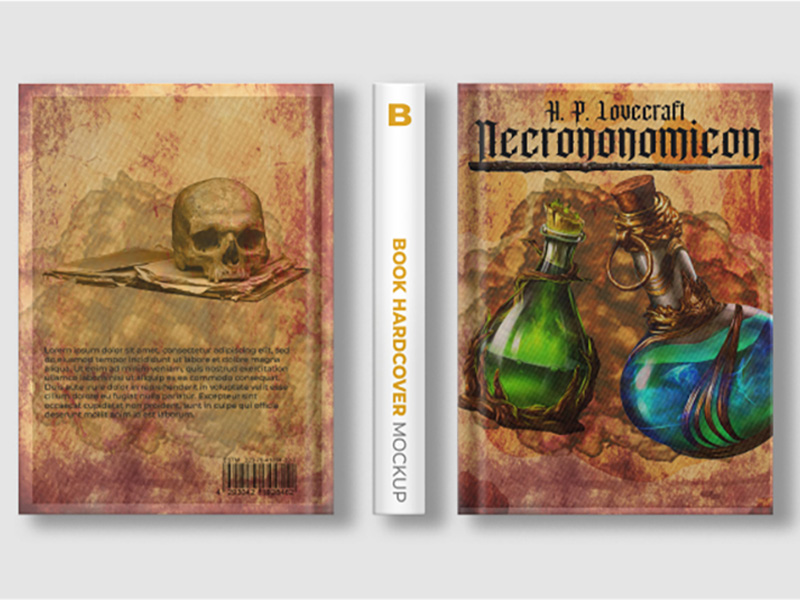 Lorem ipsum dolor sit amet, consectetur adipisicing elit, sed
do eiusmod tempor incididunt ut labore et dolore magna
aliqua. Ut enim ad minim veniam, quis nostrud exercitation
ullamco laboris nisi ut aliquip ex ea commodo consequat.
Duis aute irure dolor in reprehenderit in voluptate velit esse
cillum dolore eu fugiat nulla pariatur. Excepteur sint
occaecat cupidatat non proident, sunt in culpa qui officia
deserunt mollit anim id est laborum.
B
BOOK HARDCOVER MOCKUP
H. P. Lovecraft
Necrononomicon